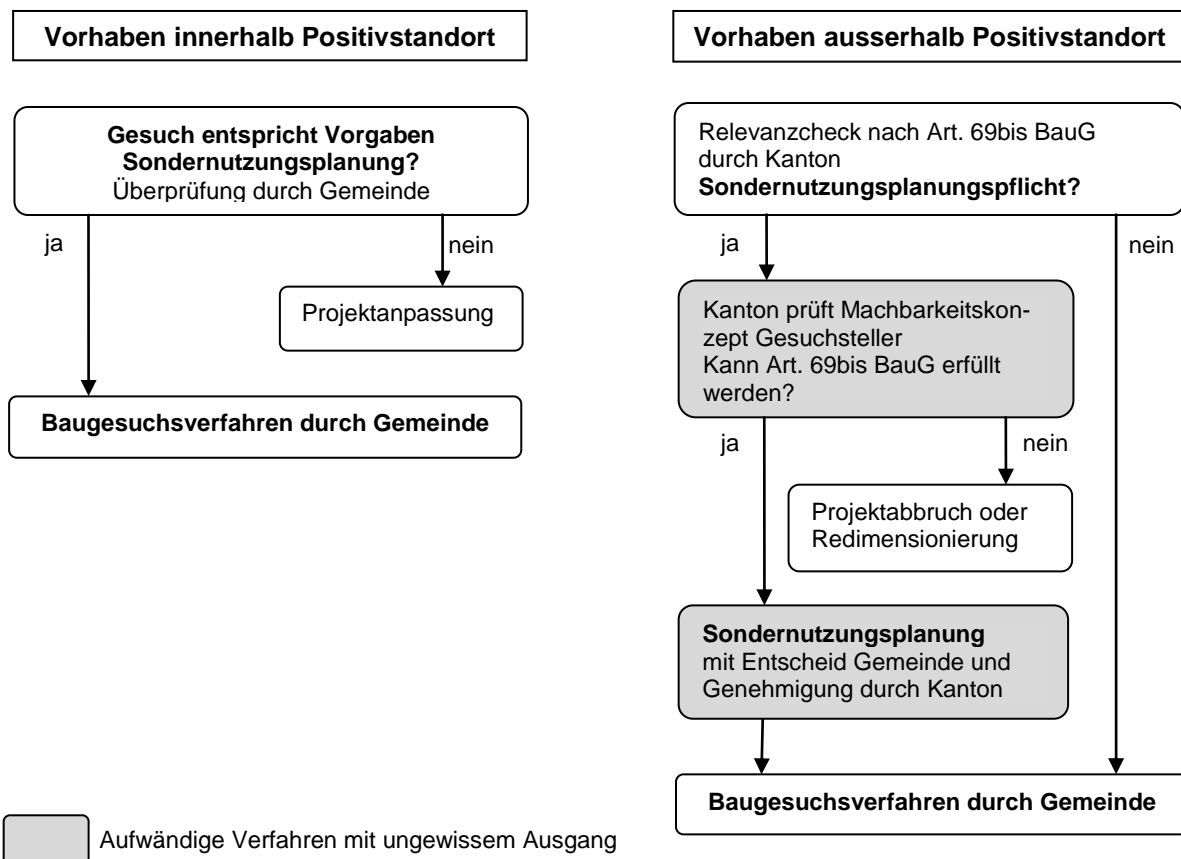 Vorhaben innerhalb Positivstandort
Gesuch entspricht Vorgaben
Sondernutzungsplanung?
Überprüfung durch Gemeinde
ja
nein
Projektanpassung
Baugesuchsverfahren durch Gemeinde
Vorhaben ausserhalb Positivstandort
Relevanzcheck nach Art. 69bis BauG
durch Kanton
Sondernutzungsplanungspflicht?
ja
nein
Kanton prüft Machbarkeitskon-
zept Gesuchsteller
Kann Art. 69bis BauG erfüllt
werden?
ja
nein
Projektabbruch oder
Redimensionierung
Sondernutzungsplanung
mit Entscheid Gemeinde und
Genehmigung durch Kanton
Baugesuchsverfahren durch Gemeinde
Aufwändige Verfahren mit ungewissem Ausgang